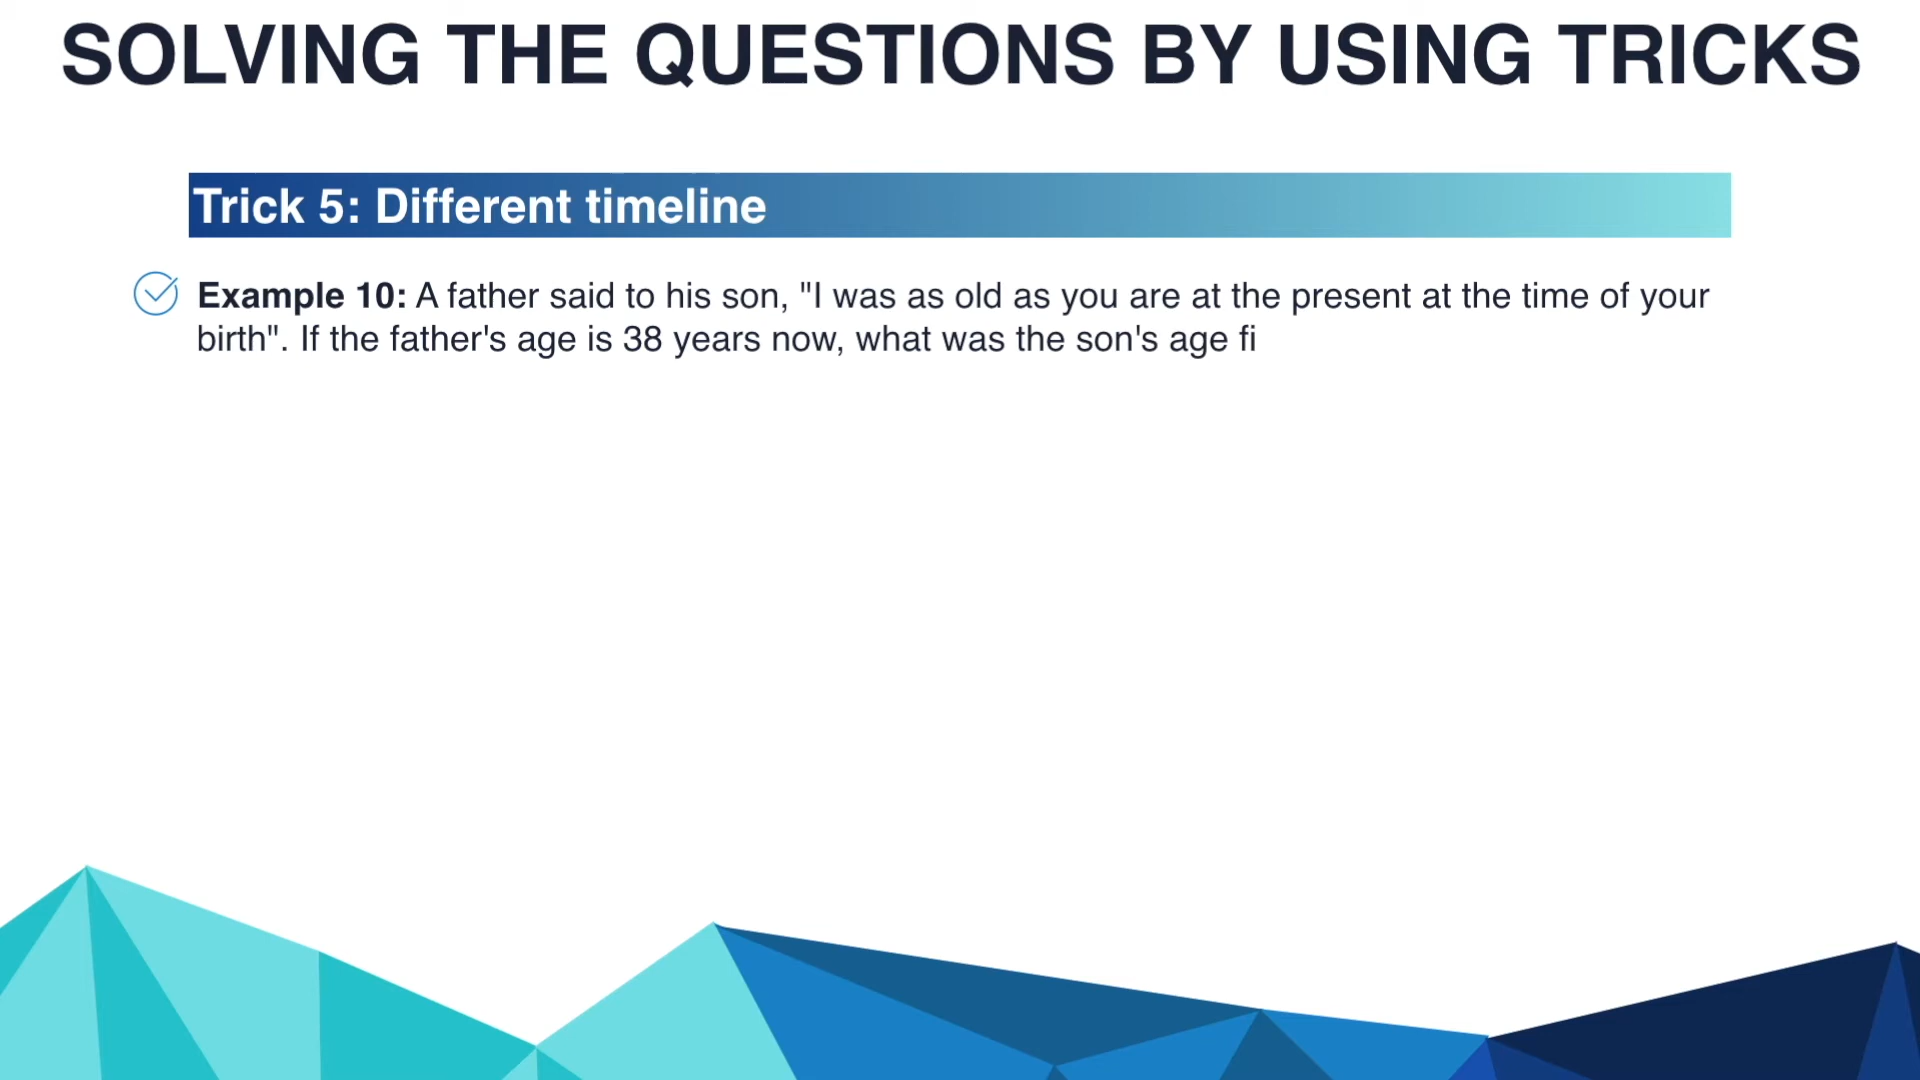 SOLVING THE QUESTIONS BY USING TRICKS
Trick 5: Different timeline
Example 10: A father said to his son, "I was as old as you are at the present at the time of your
birth". If the father's age is 38 years now, what was the son's age fi